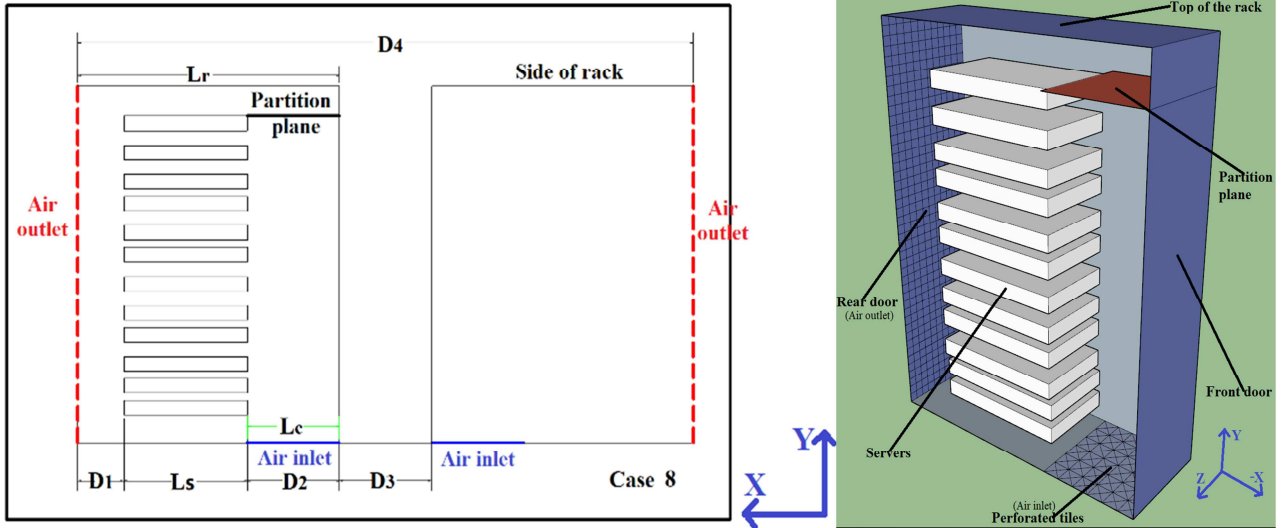 D4
Lr
Side of rack
Partition
plane
Air
outlet
Air
outlet
Lc
Air inlet
Air inlet
D1
Ls
D2
D3
Case 8
Y
X
Top of the rack
Partition
plane
Rear door
(Air outlet)
Front door
Servers
Y
Z
-X
(Air inlet)
Perforated tiles